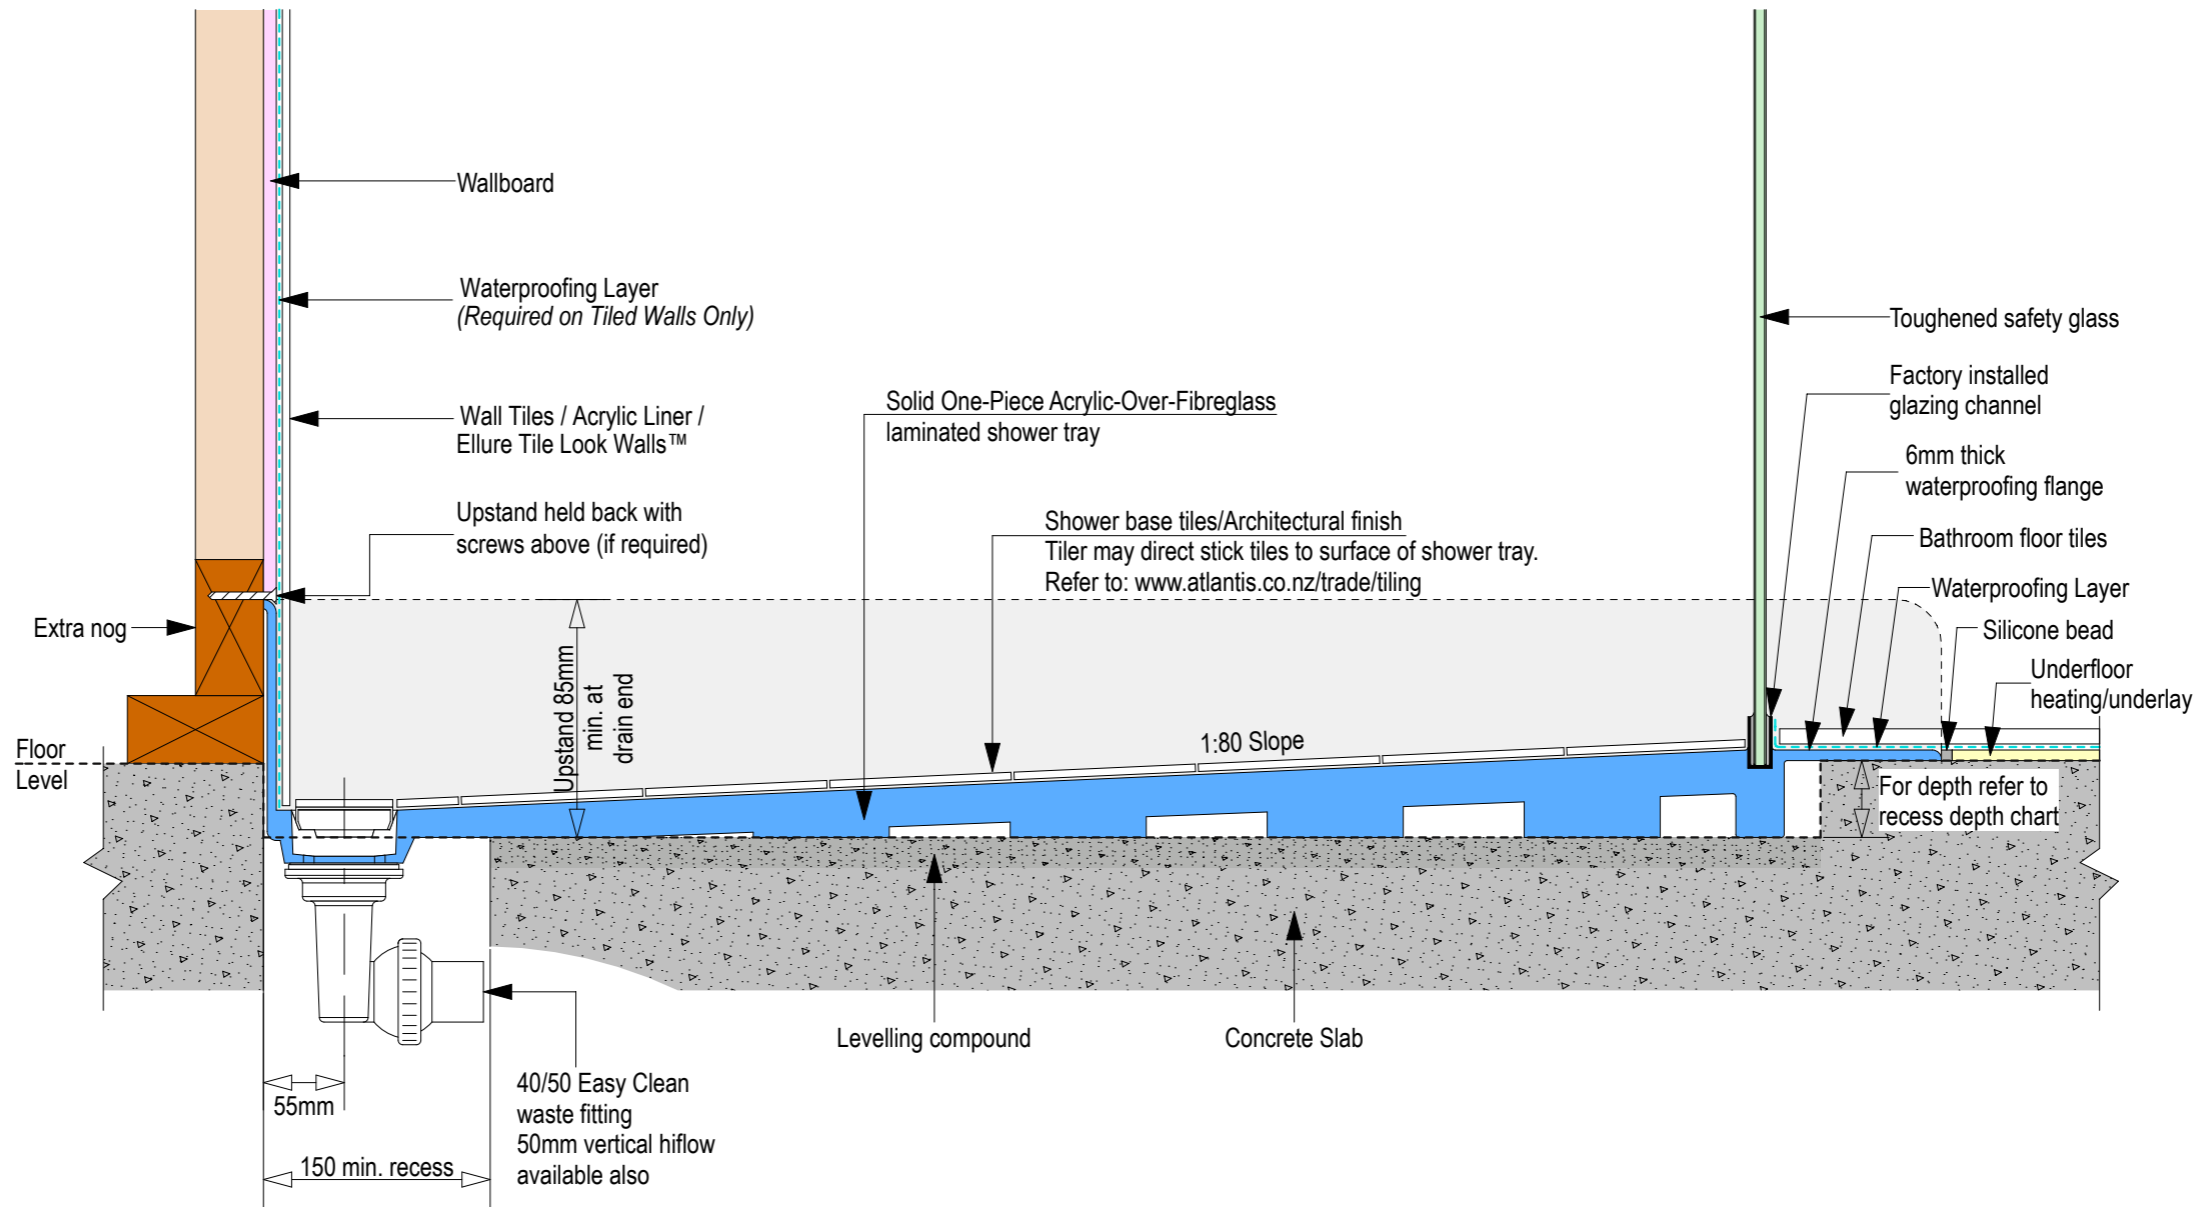 Wallboard
Waterproofing Layer
(Required on Tiled Walls Only)
Wall Tiles / Acrylic Liner /
Ellure Tile Look Walls™
Upstand held back with
screws above (if required)
Extra nog
Floor
Level
Upstand 85mm
min. at
drain end
Solid One-Piece Acrylic-Over-Fibreglass
laminated shower tray
Shower base tiles/Architectural finish
Tiler may direct stick tiles to surface of shower tray.
Refer to: www.atlantis.co.nz/trade/tiling
1:80 Slope
Toughened safety glass
Factory installed
glazing channel
6mm thick
waterproofing flange
Bathroom floor tiles
Waterproofing Layer
Silicone bead
Underfloor
heating/underlay
For depth refer to
recess depth chart
Levelling compound
Concrete Slab
40/50 Easy Clean
waste fitting
50mm vertical hiflow
available also
55mm
150 min. recess